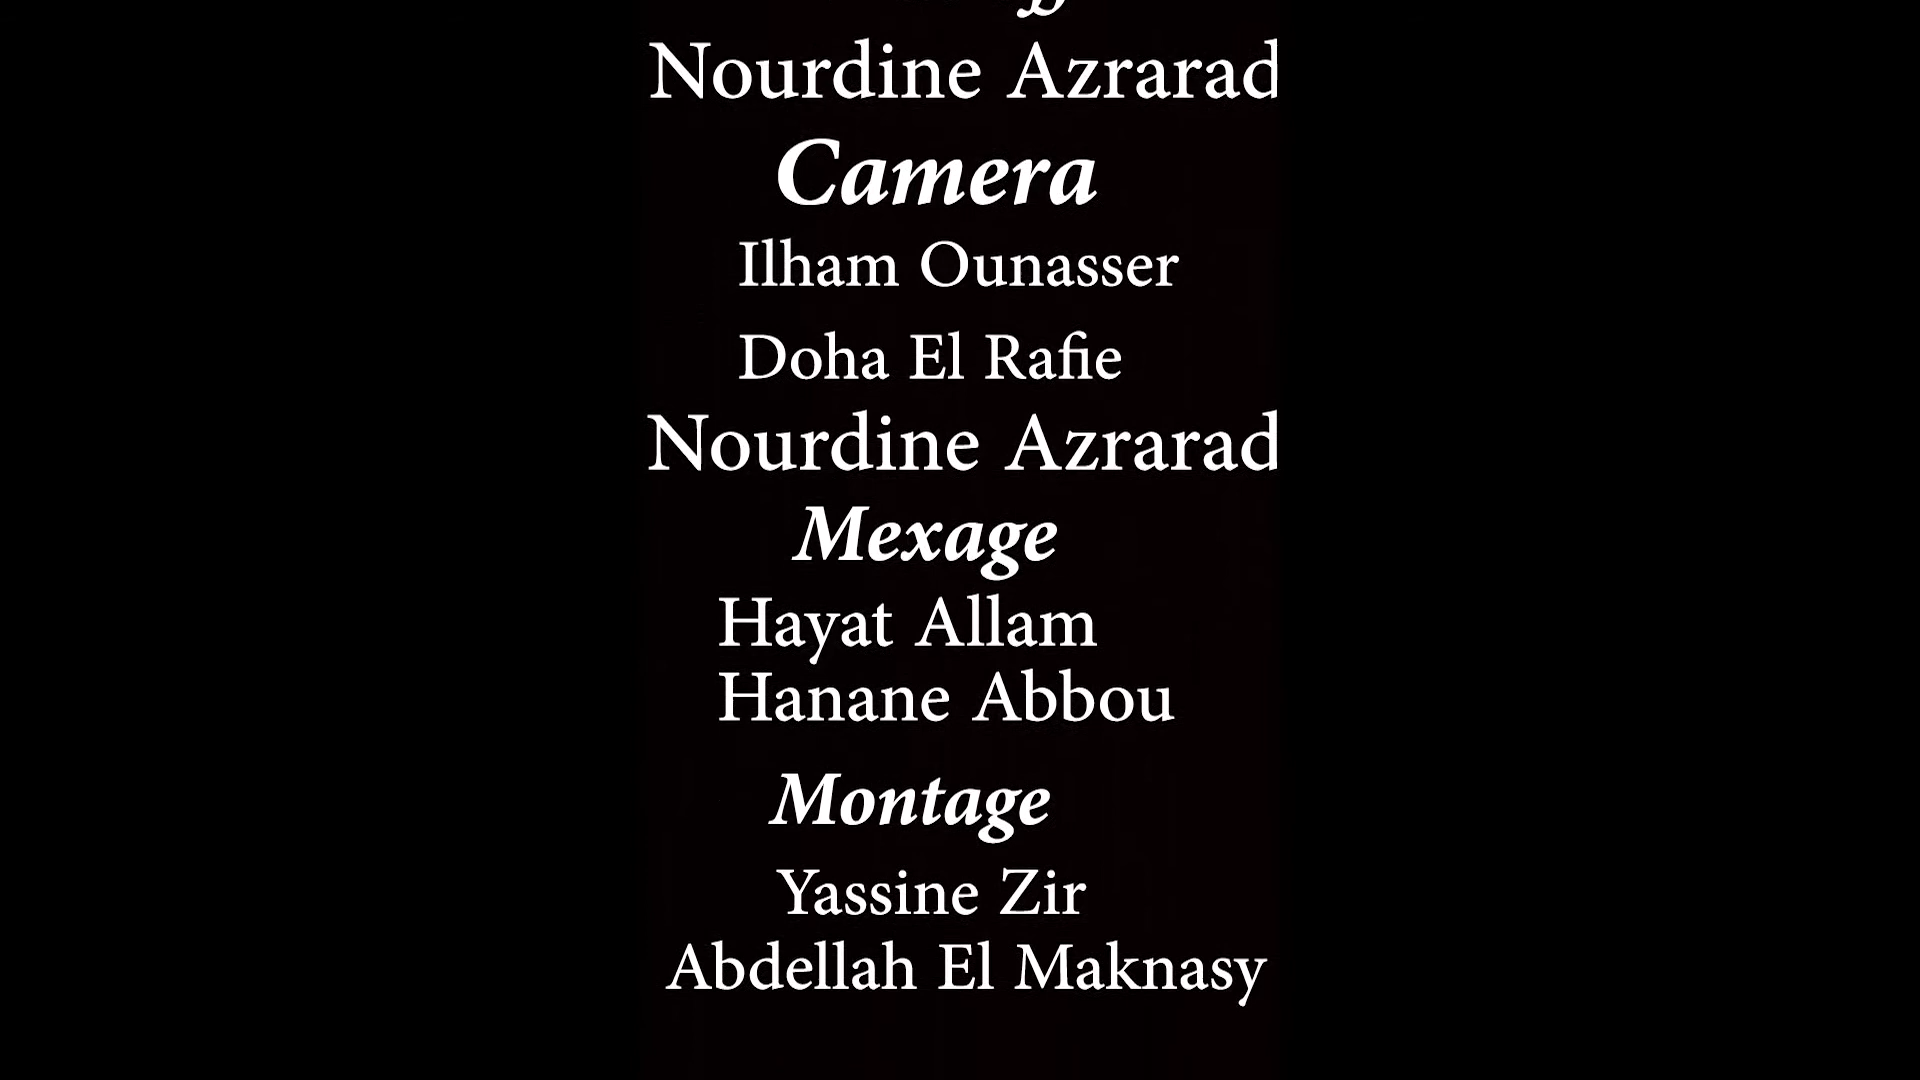 Nourdine Azrarad
Camera
Ilham Ounasser
Doha El Rafie
Nourdine Azrarad
Mexage
Hayat Allam
Hanane Abbou
Montage
Yassine Zir
Abdellah El Maknasy